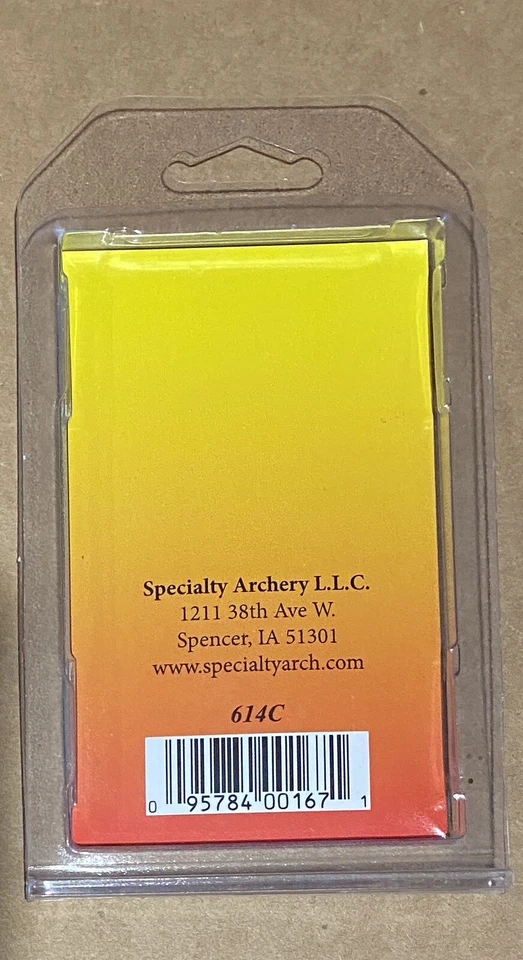 Specialty Archery L.L.C.
1211 38th Ave W.
Spencer, IA 51301
www.specialtyarch.com
614C
0 95784 00167 1